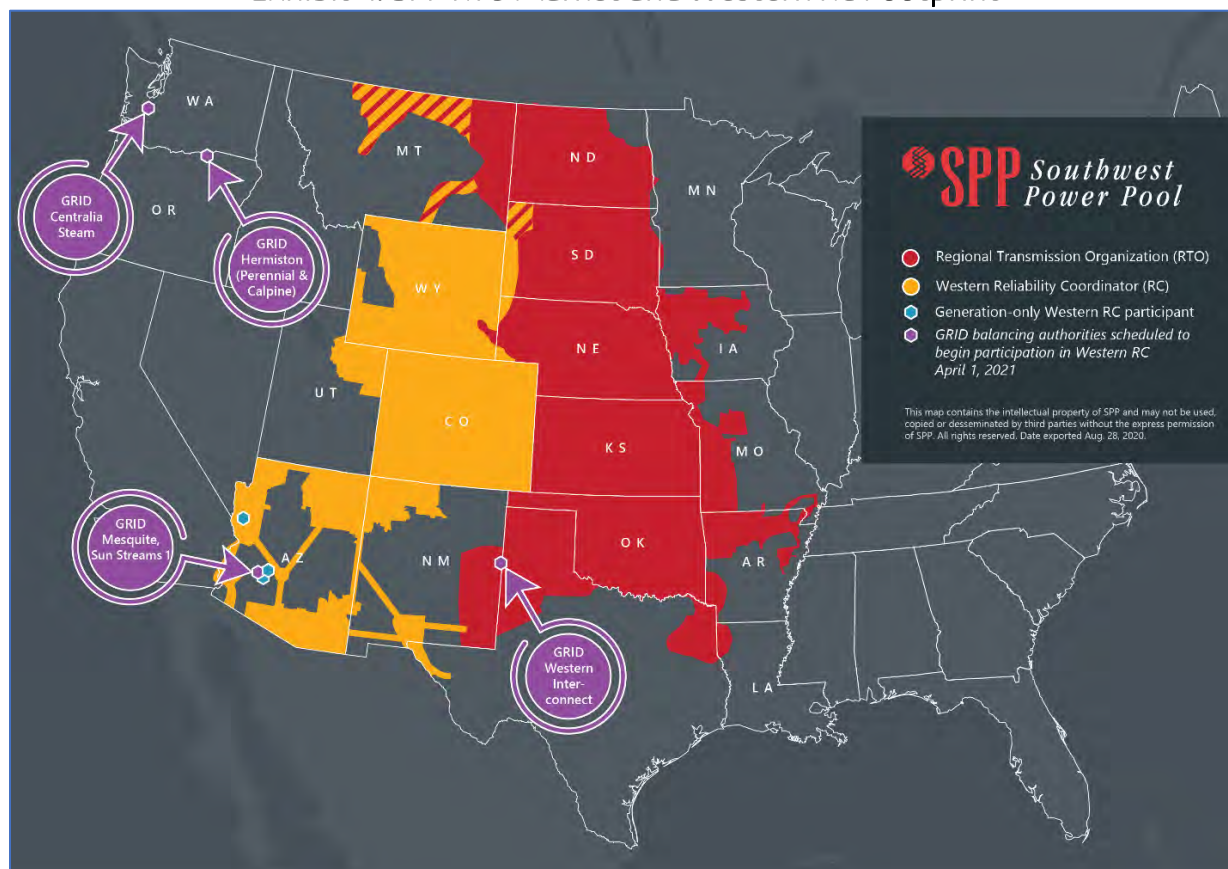 WA
MT
ND
MN
OR
SD
WY
NE
IA
UT
CO
KS
MO
AZ
NM
OK
AR
LA
GRID
Centralia
Steam
GRID
Hermiston
(Perennial &
Calpine)
GRID
Mesquite,
Sun Streams 1
GRID
Western
Inter-
connect
SPP Southwest
Power Pool
Regional Transmission Organization (RTO)
Western Reliability Coordinator (RC)
Generation-only Western RC participant
GRID balancing authorities scheduled to
begin participation in Western RC
April 1, 2021
This map contains the intellectual property of SPP and may not be used,
copied or desseminated by third parties without the express permission
of SPP. All rights reserved. Date exported Aug. 28, 2020.